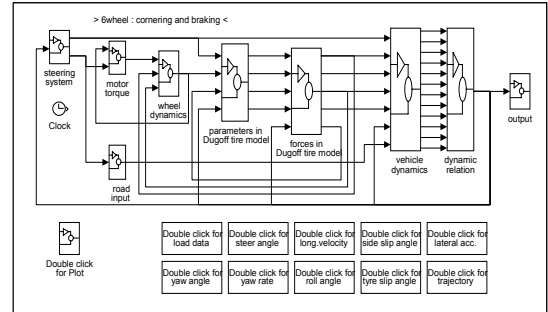 > 6wheel : cornering and braking <
steering
system
motor
torque
wheel
dynamics
parameters in
Dugoff tire model
forces in
Dugoff tire model
vehicle
dynamics
dynamic
relation
output
Clock
road
input
Double click
for Plot
Double click for
load data
Double click for
steer angle
Double click for
long.velocity
Double click for
side slip angle
Double click for
lateral acc.
Double click for
yaw angle
Double click for
yaw rate
Double click for
roll angle
Double click for
tyre slip angle
Double click for
trajectory